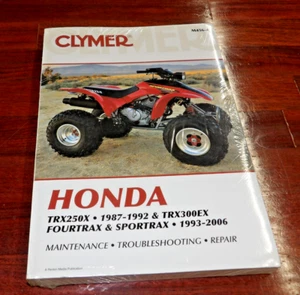 CLYMER
HONDA
TRX250X • 1987-1992 & TRX300EX
FOURTRAX & SPORTRAX • 1993-2006
MAINTENANCE • TROUBLESHOOTING • REPAIR